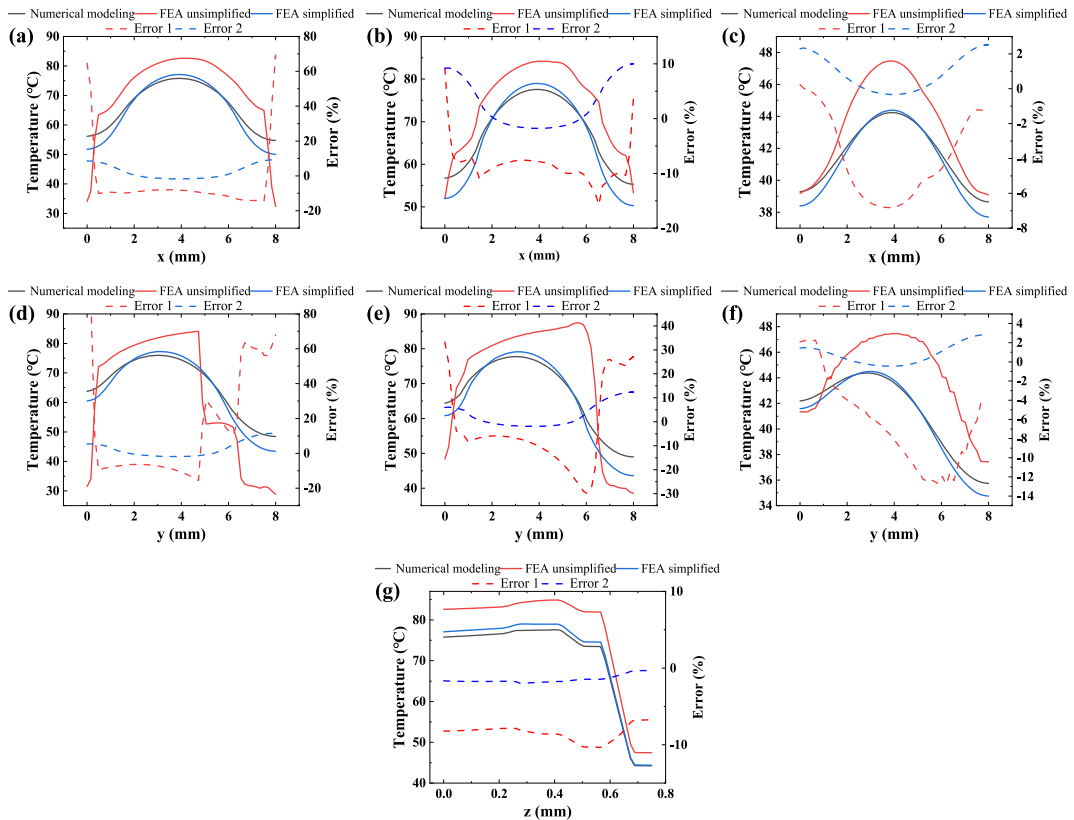 Numerical modeling FEA unsimplified FEA simplified
Error 1 Error 2
(a)
90
80
70
60
50
40
30
80
60
40
20
0
-20
0 2 4 6 8
Temperature (℃)
Error (%)
x (mm)
Numerical modeling FEA unsimplified FEA simplified
Error 1 Error 2
(b)
90
80
70
60
50
10
0
-10
-20
0 2 4 6 8
Temperature (℃)
Error (%)
x (mm)
Numerical modeling FEA unsimplified FEA simplified
Error 1 Error 2
(c)
48
46
44
42
40
38
2
0
-2
-4
-6
-8
0 2 4 6 8
Temperature (℃)
Error (%)
x (mm)
Numerical modeling FEA unsimplified FEA simplified
Error 1 Error 2
(d)
90
80
70
60
50
40
30
80
60
40
20
0
-20
0 2 4 6 8
Temperature (℃)
Error (%)
y (mm)
Numerical modeling FEA unsimplified FEA simplified
Error 1 Error 2
(e)
90
80
70
60
50
40
40
30
20
10
0
-10
-20
-30
0 2 4 6 8
Temperature (℃)
Error (%)
y (mm)
Numerical modeling FEA unsimplified FEA simplified
Error 1 Error 2
(f)
48
46
44
42
40
38
36
34
4
2
0
-2
-4
-6
-8
-10
-12
-14
0 2 4 6 8
Temperature (℃)
Error (%)
y (mm)
Numerical modeling FEA unsimplified FEA simplified
Error 1 Error 2
(g)
80
75
70
65
60
55
50
45
40
10
0
-10
0.0 0.2 0.4 0.6 0.8
Temperature (℃)
Error (%)
z (mm)